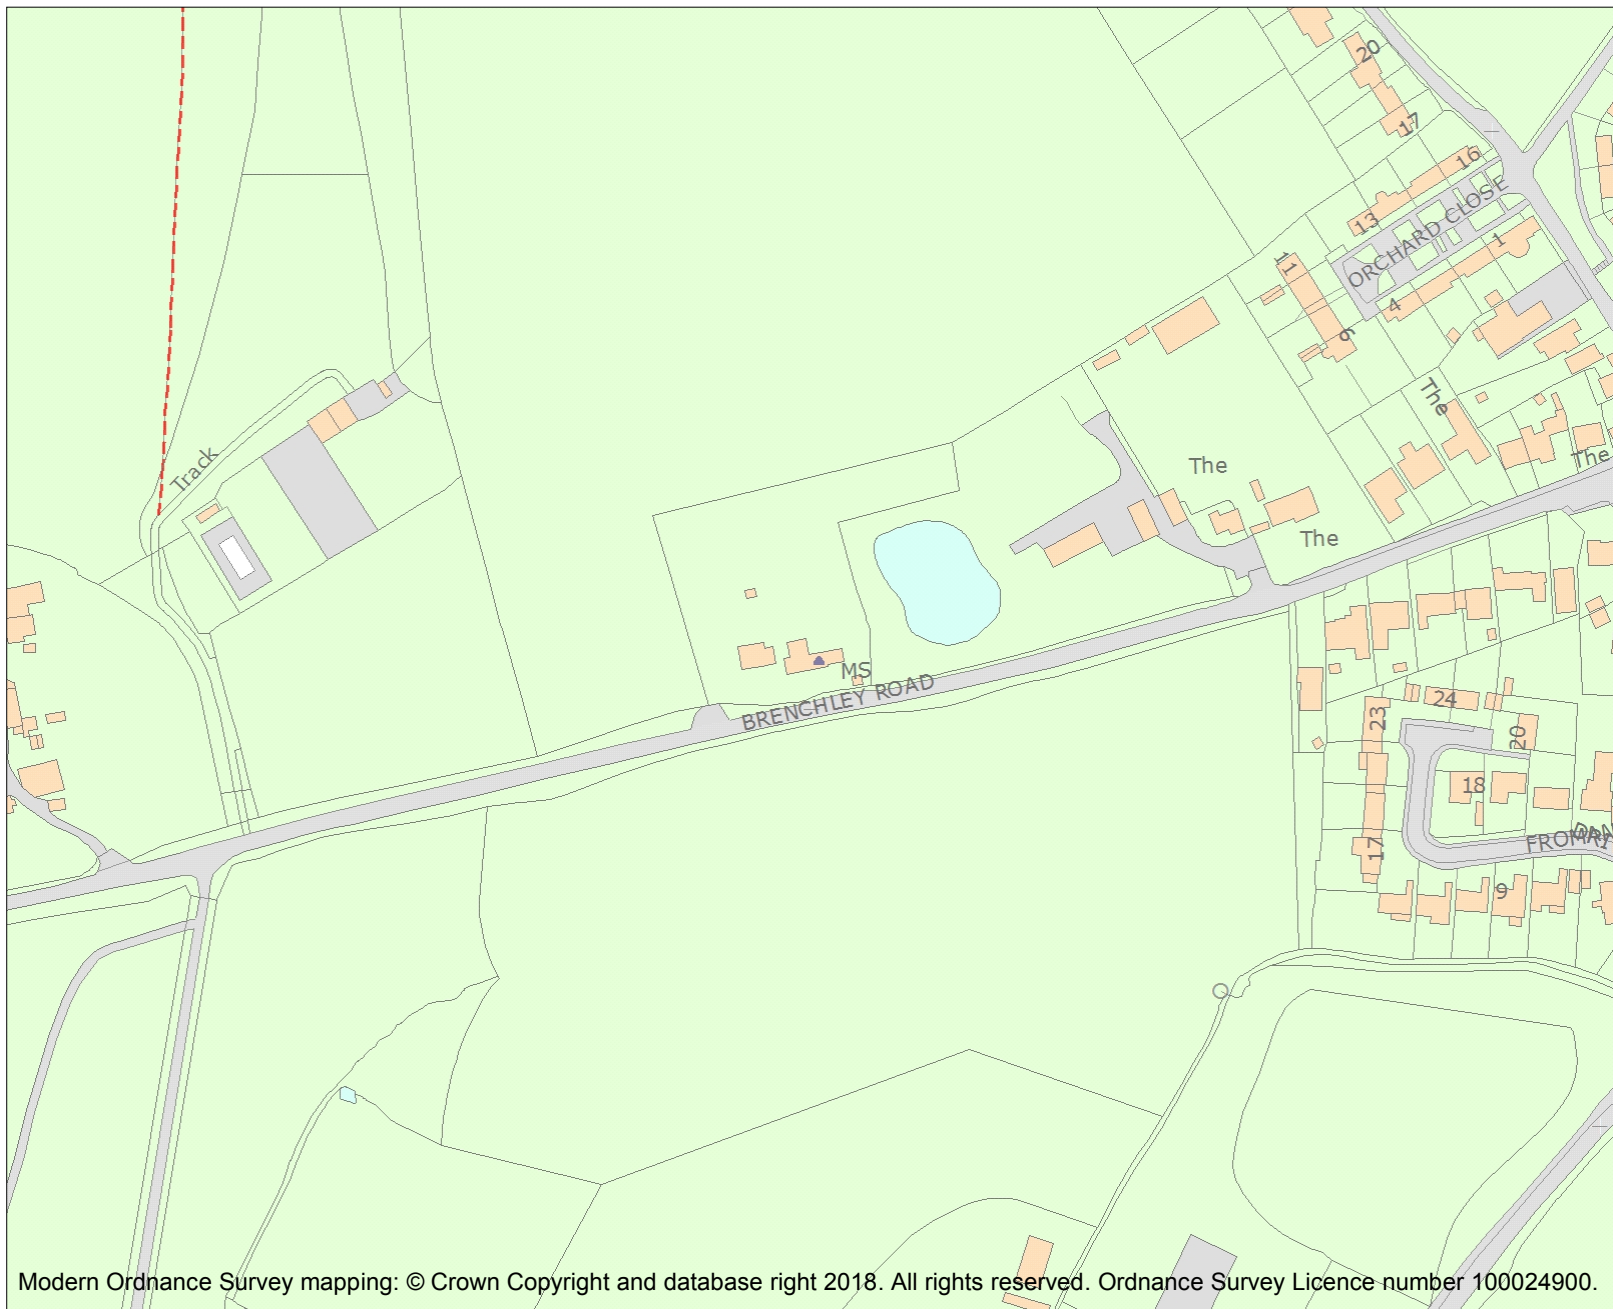 20
17
16
13
ORCHARD CLOSE
1
11
4
6
The
Track
The
The
The
MS
BRENCHLEY ROAD
24
23
20
18
17
9
Modern Ordnance Survey mapping: © Crown Copyright and database right 2018. All rights reserved. Ordnance Survey Licence number 100024900.